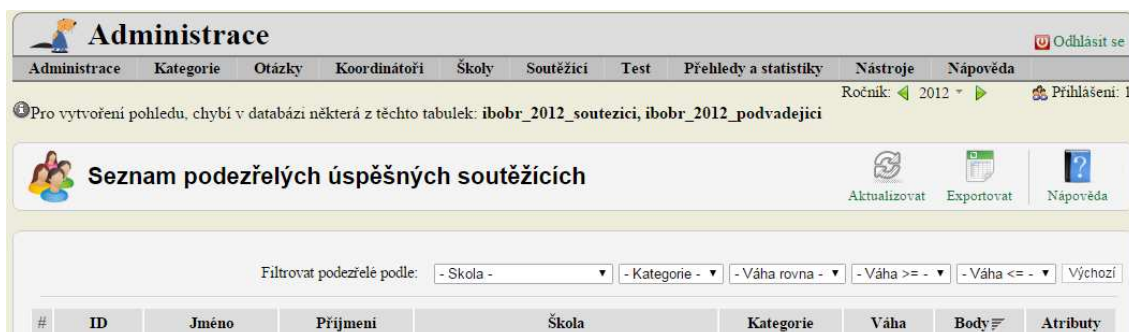 Administrace
Odhlásit se
Administrace Kategorie Otázky Koordinátoři Školy Soutěžící Test Přehledy a statistiky Nástroje Nápověda
Ročník: 2012 Přihlášeni: 1
Pro vytvoření pohledu, chybí v databázi některá z těchto tabulek: ibobr_2012_soutezici, ibobr_2012_podvadejici
Seznam podezřelých úspěšných soutěžících
Aktualizovat Exportovat Nápověda
Filtrovat podezřelé podle: - Skola - - Kategorie - - Váha rovna - - Váha >= - - Váha <= - Výchozí
# ID Jméno Příjmení Škola Kategorie Váha Body Atributy